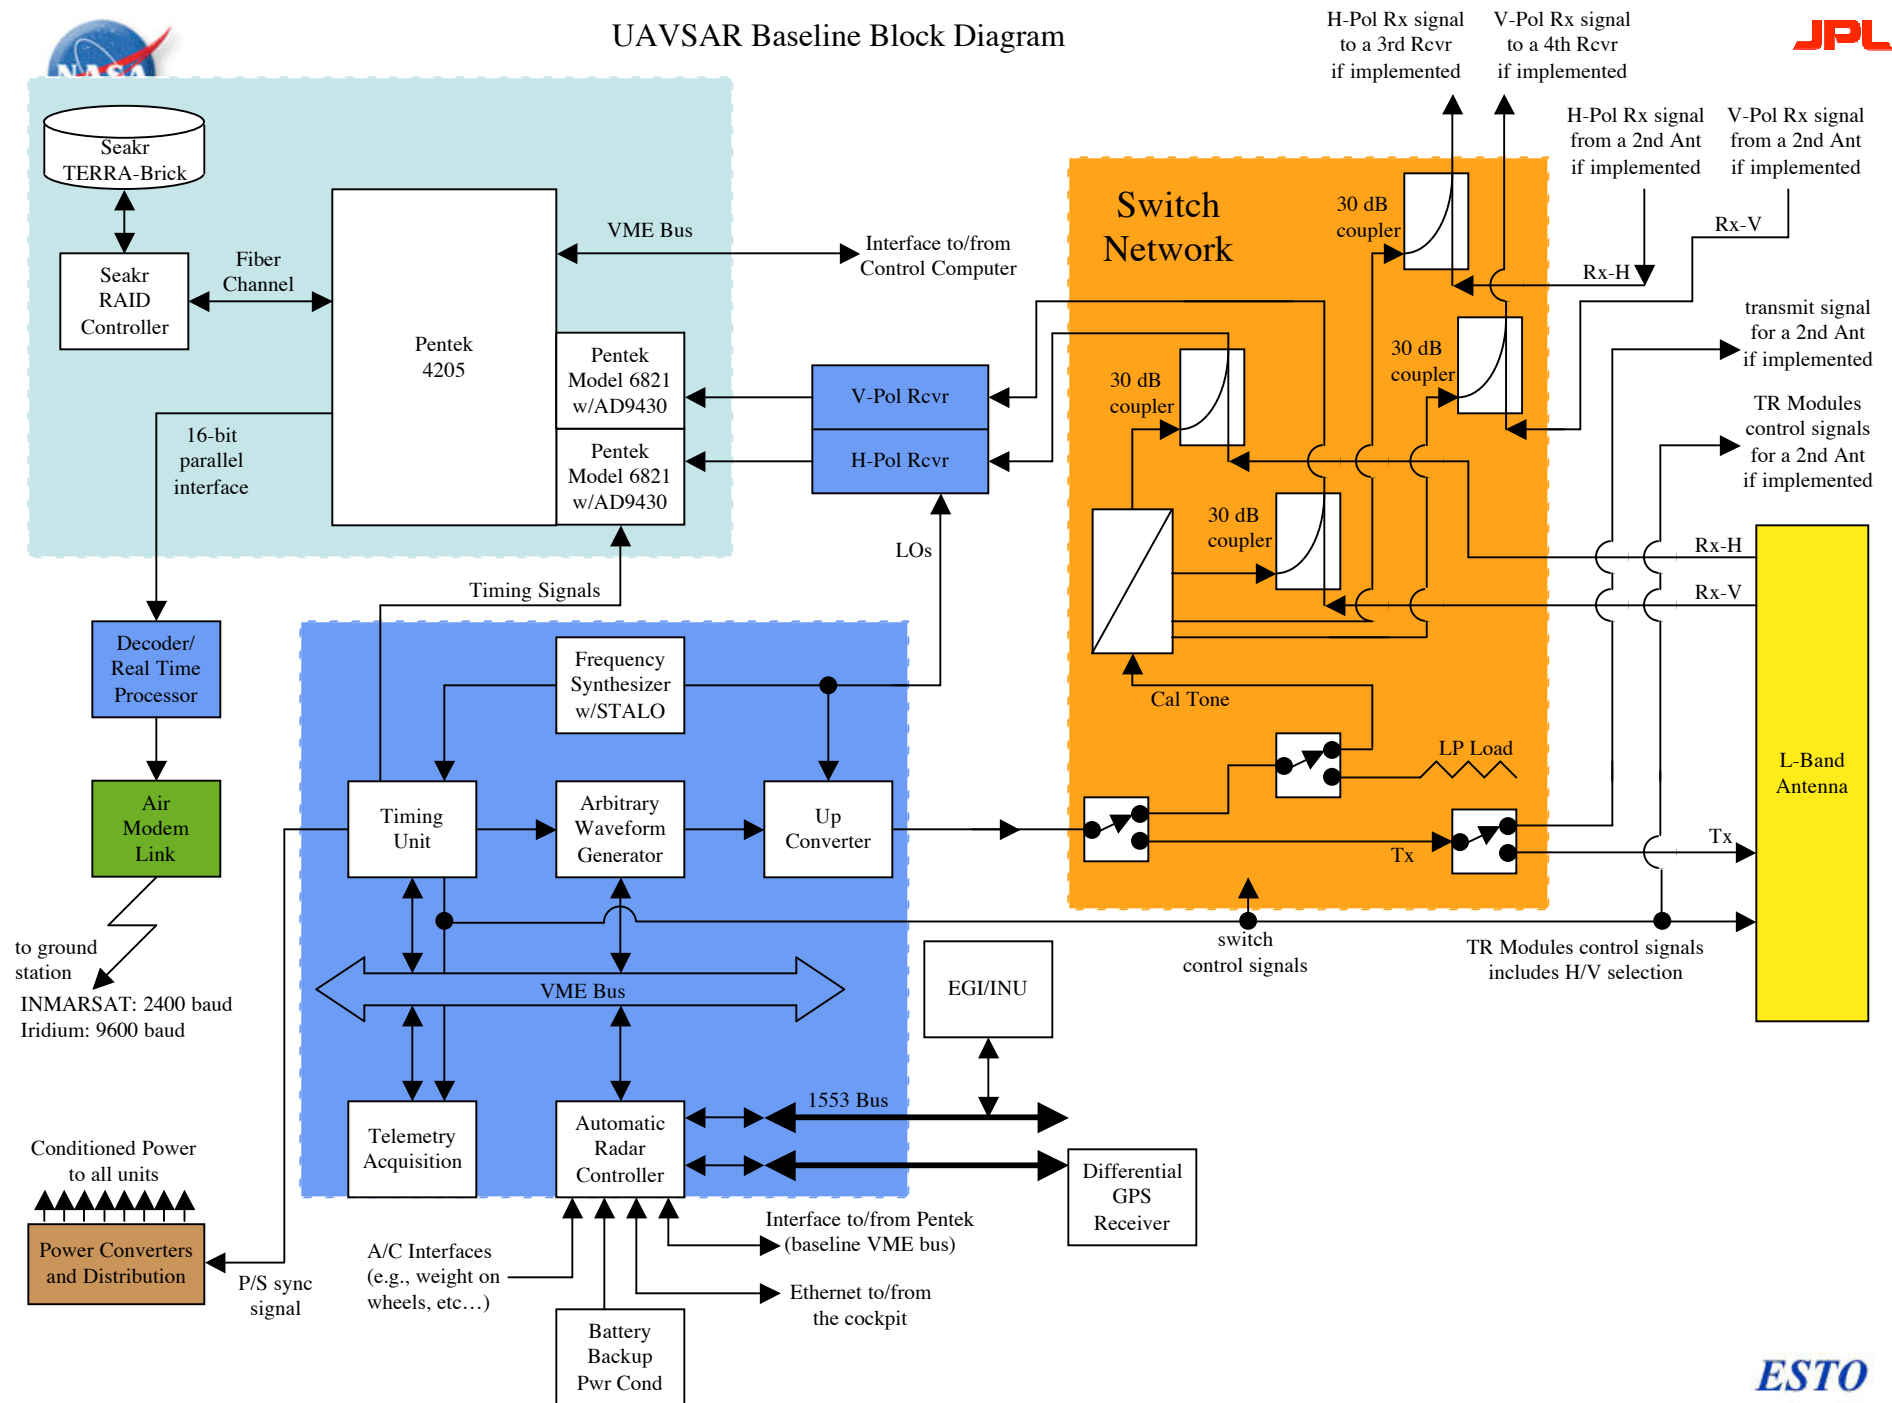 UAVSAR Baseline Block Diagram
NASA
JPL
H-Pol Rx signal
to a 3rd Rcvr
if implemented
V-Pol Rx signal
to a 4th Rcvr
if implemented
H-Pol Rx signal
from a 2nd Ant
if implemented
V-Pol Rx signal
from a 2nd Ant
if implemented
Seakr
TERRA-Brick
Seakr
RAID
Controller
Fiber
Channel
Pentek
4205
VME Bus
Interface to/from
Control Computer
Pentek
Model 6821
w/AD9430
Pentek
Model 6821
w/AD9430
V-Pol Rcvr
H-Pol Rcvr
16-bit
parallel
interface
Switch
Network
30 dB
coupler
30 dB
coupler
30 dB
coupler
30 dB
coupler
Rx-V
Rx-H
transmit signal
for a 2nd Ant
if implemented
TR Modules
control signals
for a 2nd Ant
if implemented
Rx-H
Rx-V
LOs
Timing Signals
Decoder/
Real Time
Processor
Air
Modem
Link
to ground
station
INMARSAT: 2400 baud
Iridium: 9600 baud
Frequency
Synthesizer
w/STALO
Timing
Unit
Arbitrary
Waveform
Generator
Up
Converter
Cal Tone
LP Load
Tx
Tx
L-Band
Antenna
switch
control signals
TR Modules control signals
includes H/V selection
VME Bus
EGI/INU
1553 Bus
Telemetry
Acquisition
Automatic
Radar
Controller
Differential
GPS
Receiver
Conditioned Power
to all units
Power Converters
and Distribution
P/S sync
signal
A/C Interfaces
(e.g., weight on
wheels, etc…)
Interface to/from Pentek
(baseline VME bus)
Ethernet to/from
the cockpit
Battery
Backup
Pwr Cond
ESTO